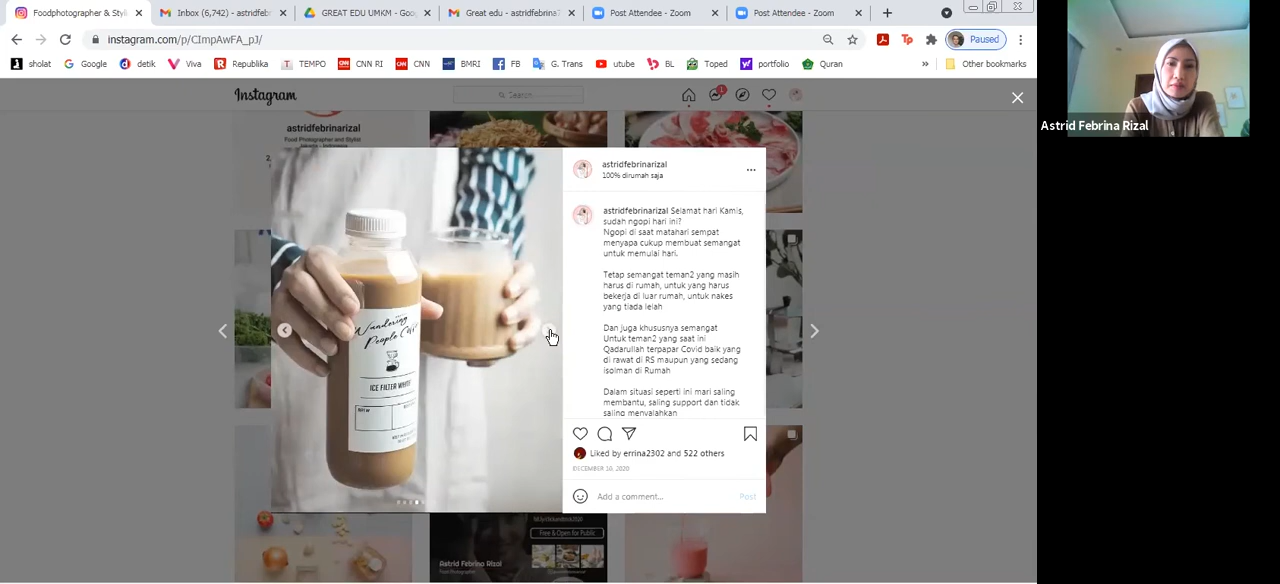 Foodphotographer & Styli
Inbox (6,742) - astridfebr
GREAT EDU UMKM - Goo
Great edu - astridfebrina?
Post Attendee - Zoom
Post Attendee - Zoom
instagram.com/p/CImpAwFA_pJ/
Paused
sholat
Google
detik
Viva
Republika
TEMPO
CNN RI
CNN
BMRI
FB
G. Trans
utube
BL
Toped
portfolio
Quran
»
Other bookmarks
Instagram
Search
1
astridfebrinarizal
Food Photographer and Stylist
Jakarta - Indonesia
astridfebrinarizal
100% dirumah saja
astridfebrinarizal Selamat hari Kamis,
sudah ngopi hari ini?
Ngopi di saat matahari sempat
menyapa cukup membuat semangat
untuk memulai hari.
Tetap semangat teman2 yang masih
harus di rumah, untuk yang harus
bekerja di luar rumah, untuk nakes
yang tiada lelah
Dan juga khususnya semangat
Untuk teman2 yang saat ini
Qadarullah terpapar Covid baik yang
di rawat di RS maupun yang sedang
isolman di Rumah
Dalam situasi seperti ini mari saling
membantu, saling support dan tidak
saling menyalahkan
Wandering
People
ICE FILTER WHITE
Liked by errina2302 and 522 others
DECEMBER 10, 2020
Add a comment...
Post
Free & Open for Public
Astrid Febrina Rizal
Food Photographer
Astrid Febrina Rizal